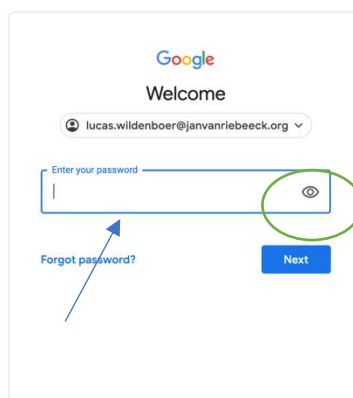 Google
Welcome
lucas.wildenboer@janvanriebeeck.org
Enter your password
Forgot password?
Next